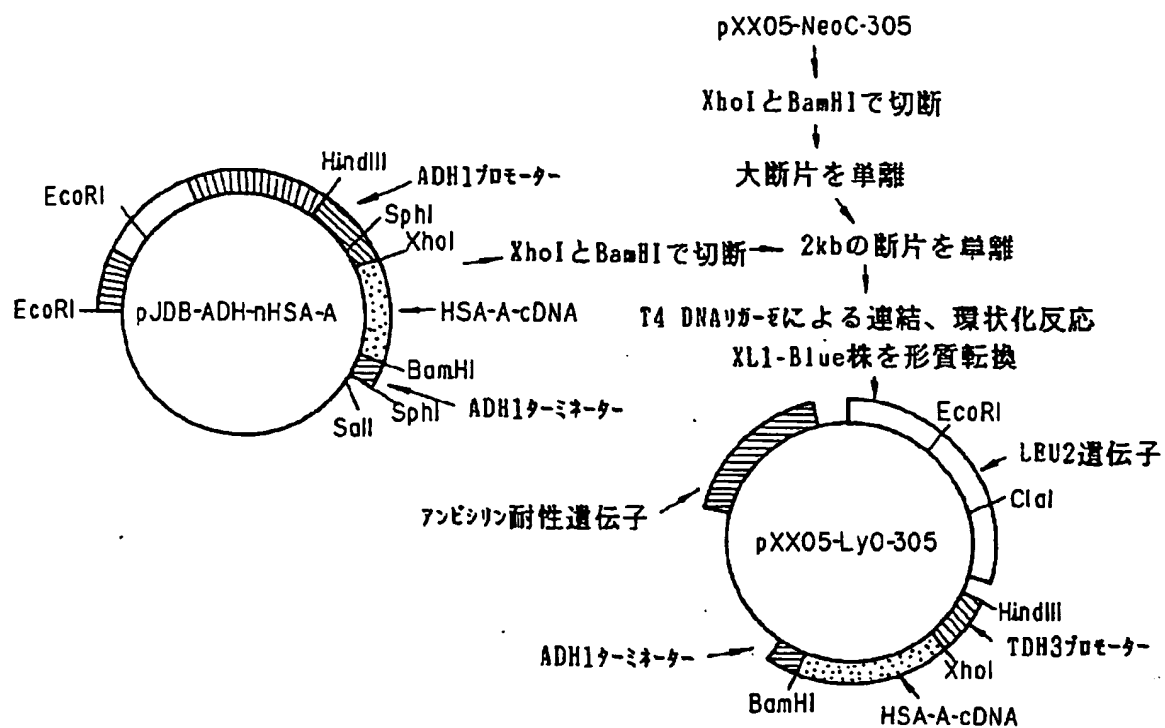 pXX05-NeoC-305
XhoIとBamHIで切断
大断片を単離
HindIII
ADH1プロモーター
EcoRI
SphI
XhoI
XhoIとBamHIで切断
2kbの断片を単離
EcoRI
pJDB-ADH-nHSA-A
HSA-A-cDNA
T4 DNAリガーゼによる連結、環状化反応
XL1-Blue株を形質転換
BamHI
SphI
ADH1ターミネーター
SalI
EcoRI
LEU2遺伝子
ClaI
アンピシリン耐性遺伝子
pXX05-LyO-305
HindIII
TDH3プロモーター
ADH1ターミネーター
XhoI
BamHI
HSA-A-cDNA